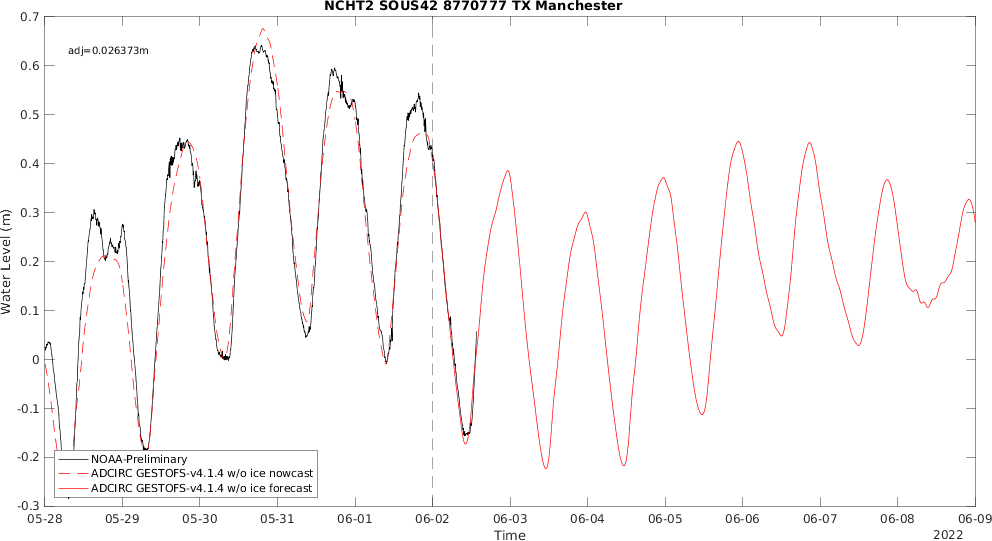 NCHT2 SOUS42 8770777 TX Manchester
adj=0.026373m
Water Level (m)
0.7
0.6
0.5
0.4
0.3
0.2
0.1
0
-0.1
-0.2
-0.3
NOAA-Preliminary
ADCIRC GESTOFS-v4.1.4 w/o ice nowcast
ADCIRC GESTOFS-v4.1.4 w/o ice forecast
05-28 05-29 05-30 05-31 06-01 06-02 06-03 06-04 06-05 06-06 06-07 06-08 06-09
Time
2022